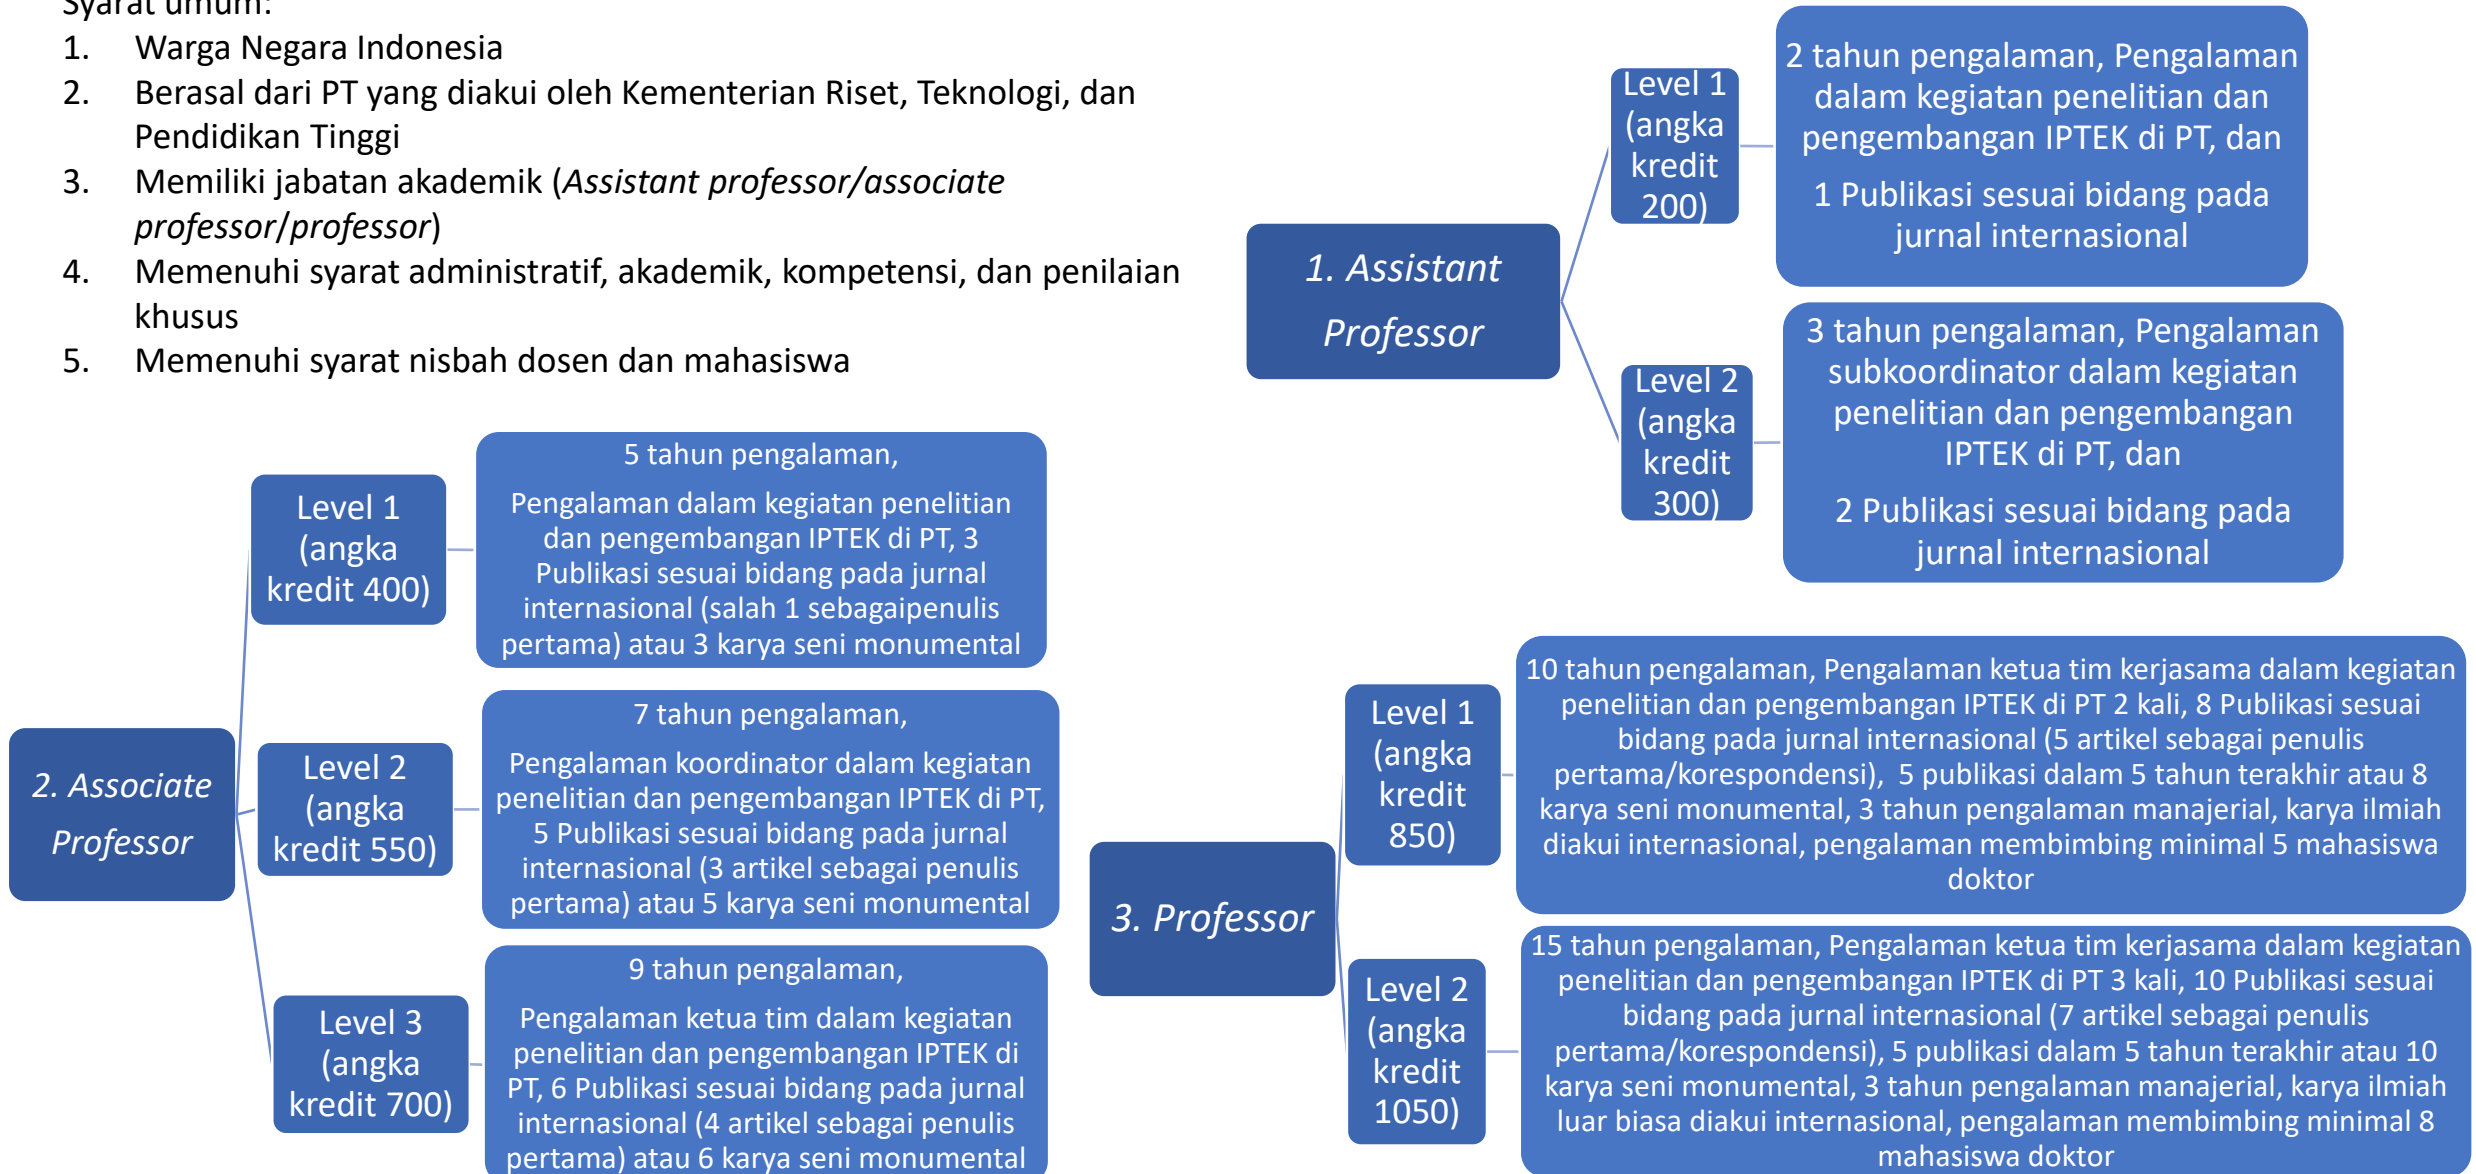 Syarat umum:
1. Warga Negara Indonesia
2. Berasal dari PT yang diakui oleh Kementerian Riset, Teknologi, dan
Pendidikan Tinggi
3. Memiliki jabatan akademik (Assistant professor/associate
professor/professor)
4. Memenuhi syarat administratif, akademik, kompetensi, dan penilaian
khusus
5. Memenuhi syarat nisbah dosen dan mahasiswa
1. Assistant
Professor
Level 1
(angka
kredit
200)
2 tahun pengalaman, Pengalaman
dalam kegiatan penelitian dan
pengembangan IPTEK di PT, dan
1 Publikasi sesuai bidang pada
jurnal internasional
Level 2
(angka
kredit
300)
3 tahun pengalaman, Pengalaman
subkoordinator dalam kegiatan
penelitian dan pengembangan
IPTEK di PT, dan
2 Publikasi sesuai bidang pada
jurnal internasional
2. Associate
Professor
Level 1
(angka
kredit 400)
5 tahun pengalaman,
Pengalaman dalam kegiatan penelitian
dan pengembangan IPTEK di PT, 3
Publikasi sesuai bidang pada jurnal
internasional (salah 1 sebagaipenulis
pertama) atau 3 karya seni monumental
Level 2
(angka
kredit 550)
7 tahun pengalaman,
Pengalaman koordinator dalam kegiatan
penelitian dan pengembangan IPTEK di PT,
5 Publikasi sesuai bidang pada jurnal
internasional (3 artikel sebagai penulis
pertama) atau 5 karya seni monumental
Level 3
(angka
kredit 700)
9 tahun pengalaman,
Pengalaman ketua tim dalam kegiatan
penelitian dan pengembangan IPTEK di
PT, 6 Publikasi sesuai bidang pada jurnal
internasional (4 artikel sebagai penulis
pertama) atau 6 karya seni monumental
3. Professor
Level 1
(angka
kredit
850)
10 tahun pengalaman, Pengalaman ketua tim kerjasama dalam kegiatan
penelitian dan pengembangan IPTEK di PT 2 kali, 8 Publikasi sesuai
bidang pada jurnal internasional (5 artikel sebagai penulis
pertama/korespondensi), 5 publikasi dalam 5 tahun terakhir atau 8
karya seni monumental, 3 tahun pengalaman manajerial, karya ilmiah
diakui internasional, pengalaman membimbing minimal 5 mahasiswa
doktor
Level 2
(angka
kredit
1050)
15 tahun pengalaman, Pengalaman ketua tim kerjasama dalam kegiatan
penelitian dan pengembangan IPTEK di PT 3 kali, 10 Publikasi sesuai
bidang pada jurnal internasional (7 artikel sebagai penulis
pertama/korespondensi), 5 publikasi dalam 5 tahun terakhir atau 10
karya seni monumental, 3 tahun pengalaman manajerial, karya ilmiah
luar biasa diakui internasional, pengalaman membimbing minimal 8
mahasiswa doktor